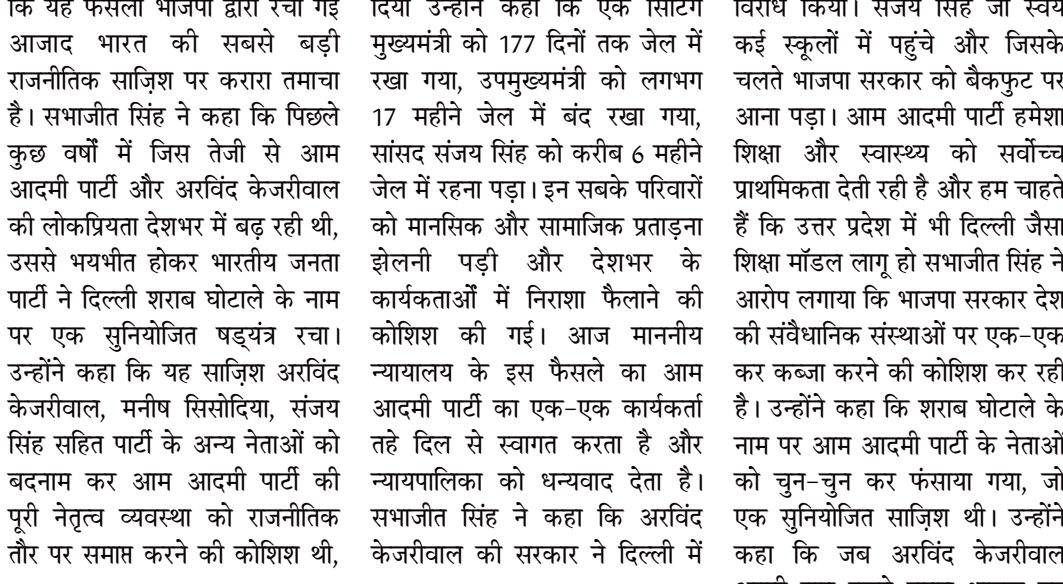 कि यह फैसला भाजपा द्वारा रची गई
आजाद भारत की सबसे बड़ी
राजनीतिक साज़िश पर करारा तमाचा
है। सभाजीत सिंह ने कहा कि पिछले
कुछ वर्षों में जिस तेजी से आम
आदमी पार्टी और अरविंद केजरीवाल
की लोकप्रियता देशभर में बढ़ रही थी,
उससे भयभीत होकर भारतीय जनता
पार्टी ने दिल्ली शराब घोटाले के नाम
पर एक सुनियोजित षड्यंत्र रचा।
उन्होंने कहा कि यह साज़िश अरविंद
केजरीवाल, मनीष सिसोदिया, संजय
सिंह सहित पार्टी के अन्य नेताओं को
बदनाम कर आम आदमी पार्टी की
पूरी नेतृत्व व्यवस्था को राजनीतिक
तौर पर समाप्त करने की कोशिश थी,
दिया उन्होंने कहा कि एक सिटिंग
मुख्यमंत्री को 177 दिनों तक जेल में
रखा गया, उपमुख्यमंत्री को लगभग
17 महीने जेल में बंद रखा गया,
सांसद संजय सिंह को करीब 6 महीने
जेल में रहना पड़ा। इन सबके परिवारों
को मानसिक और सामाजिक प्रताड़ना
झेलनी पड़ी और देशभर के
कार्यकर्ताओं में निराशा फैलाने की
कोशिश की गई। आज माननीय
न्यायालय के इस फैसले का आम
आदमी पार्टी का एक-एक कार्यकर्ता
तहे दिल से स्वागत करता है और
न्यायपालिका को धन्यवाद देता है।
सभाजीत सिंह ने कहा कि अरविंद
केजरीवाल की सरकार ने दिल्ली में
विरोध किया। संजय सिंह जी स्वयं
कई स्कूलों में पहुंचे और जिसके
चलते भाजपा सरकार को बैकफुट पर
आना पड़ा। आम आदमी पार्टी हमेशा
शिक्षा और स्वास्थ्य को सर्वोच्च
प्राथमिकता देती रही है और हम चाहते
हैं कि उत्तर प्रदेश में भी दिल्ली जैसा
शिक्षा मॉडल लागू हो सभाजीत सिंह ने
आरोप लगाया कि भाजपा सरकार देश
की संवैधानिक संस्थाओं पर एक-एक
कर कब्जा करने की कोशिश कर रही
है। उन्होंने कहा कि शराब घोटाले के
नाम पर आम आदमी पार्टी के नेताओं
को चुन-चुन कर फंसाया गया, जो
एक सुनियोजित साज़िश थी। उन्होंने
कहा कि जब अरविंद केजरीवाल